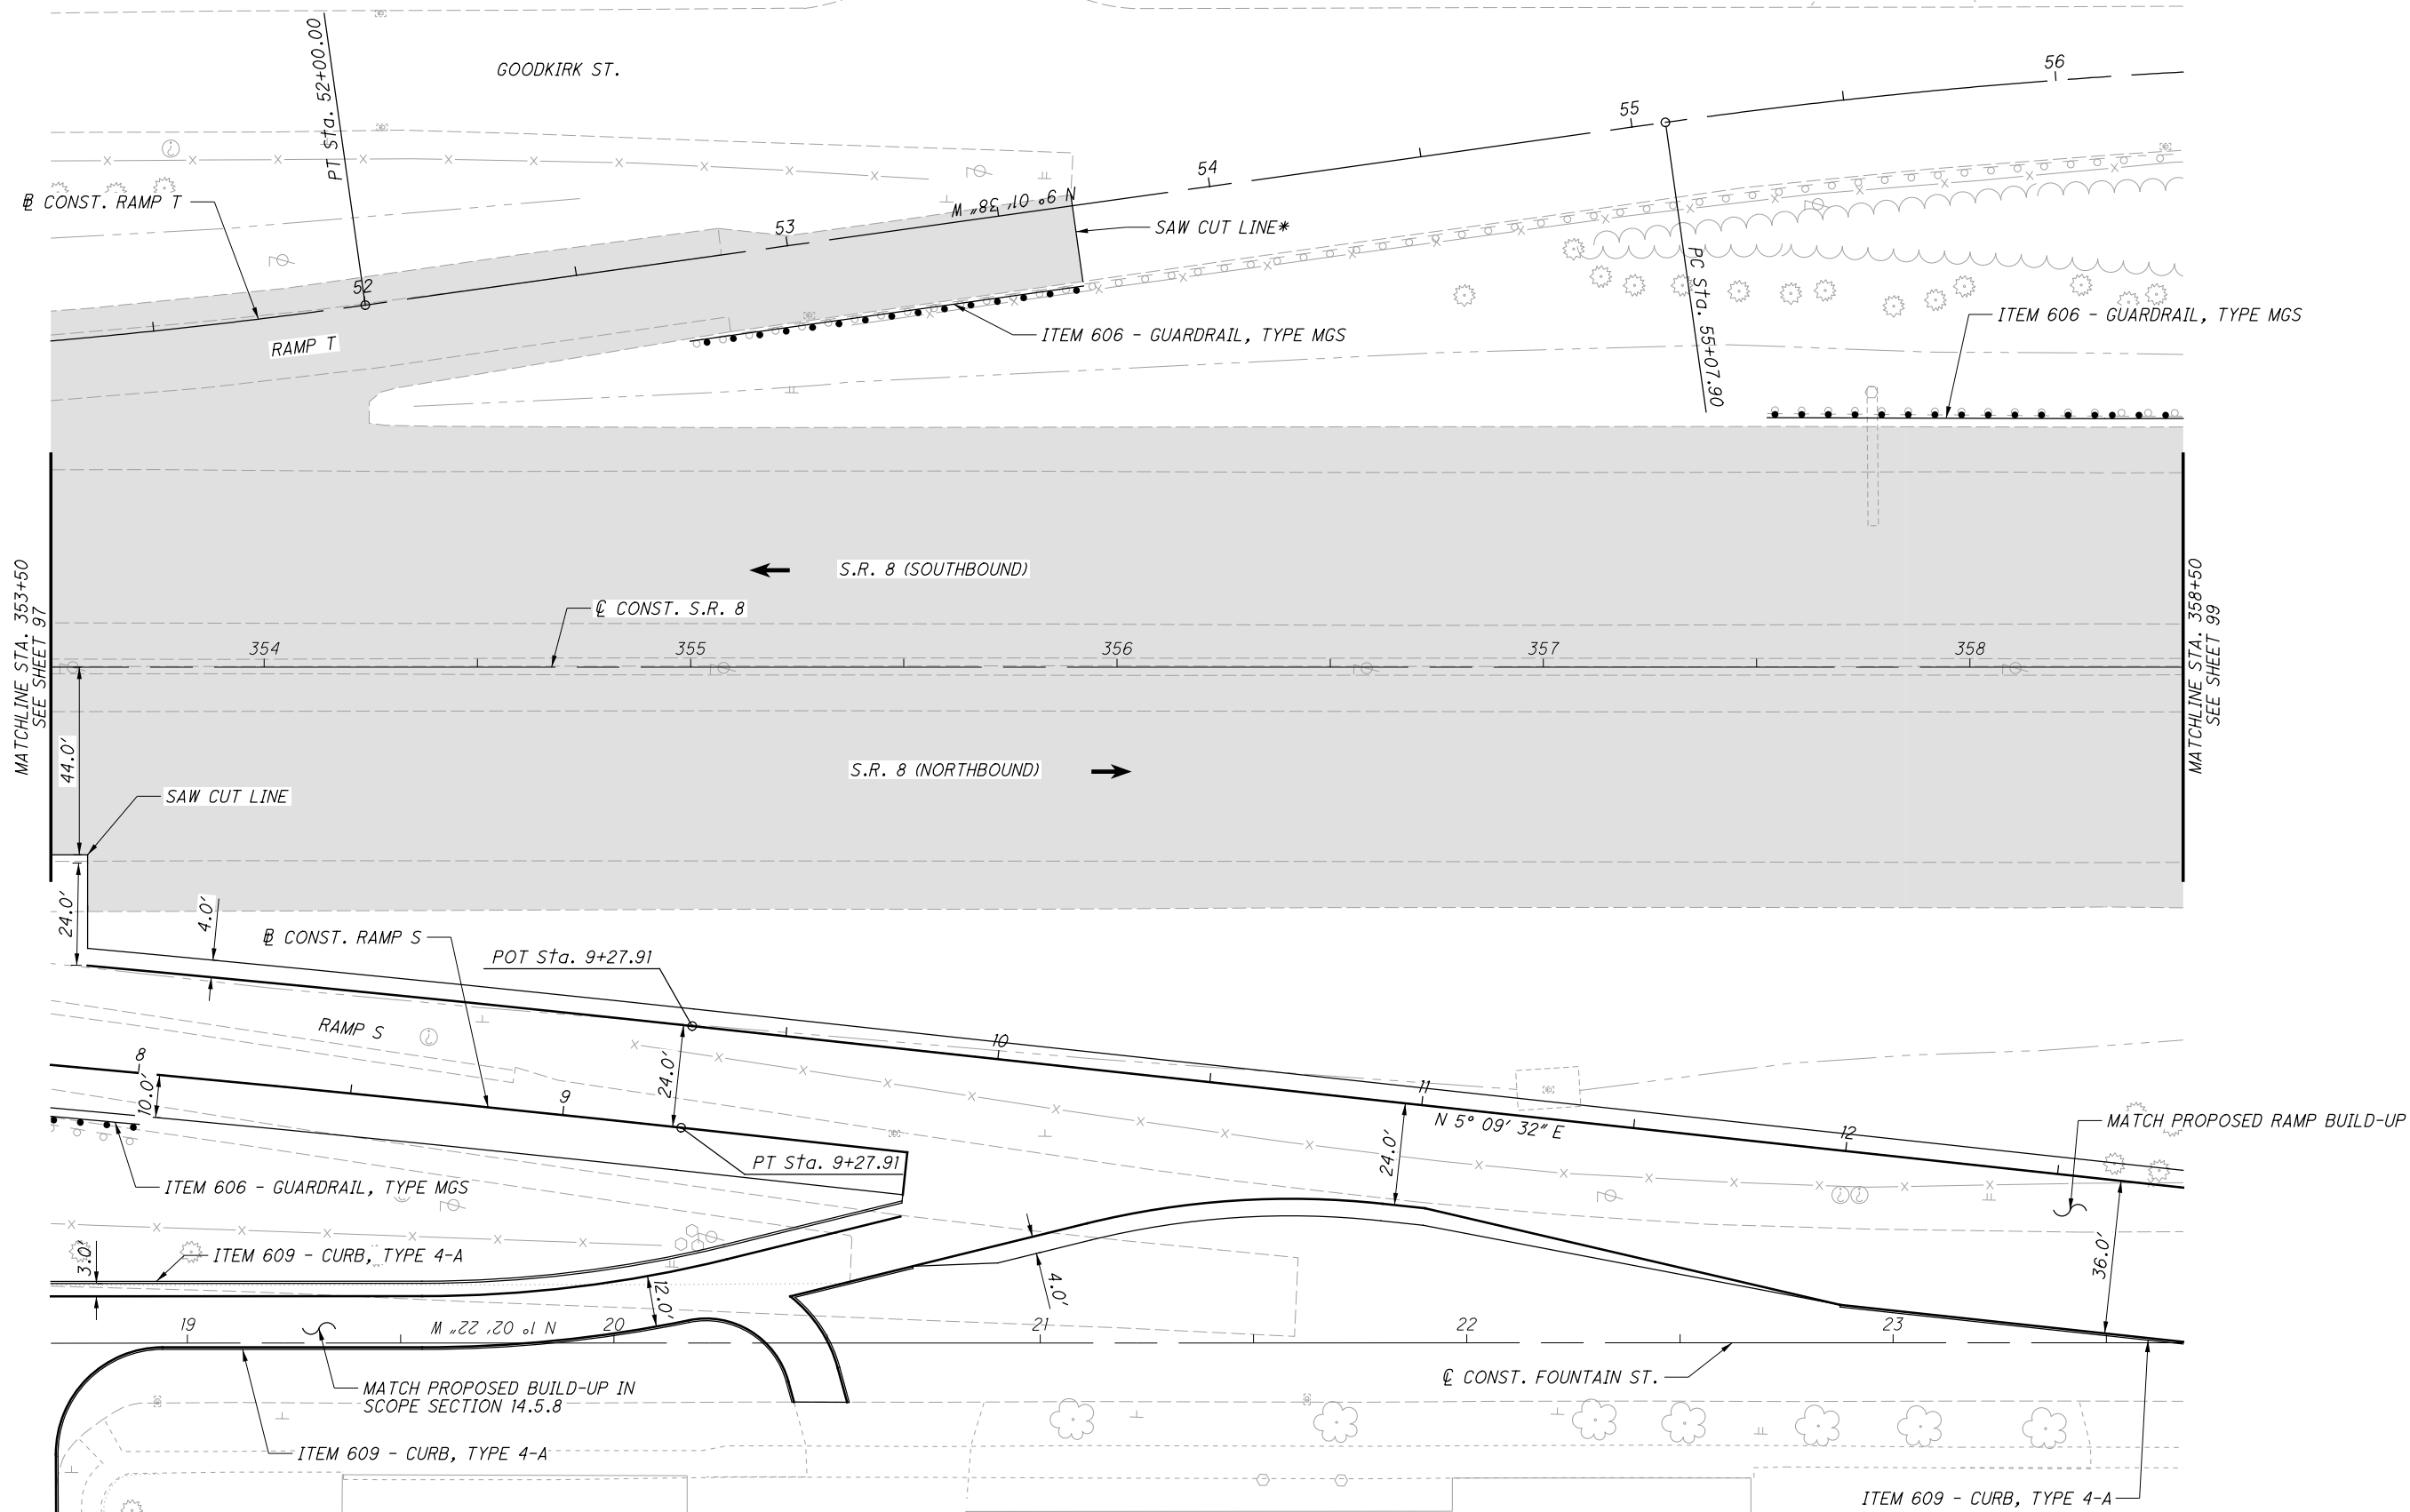 GOODKIRK ST.
PT Sta. 52+00.00
56
55
54
53
52
N 9° 01' 38" W
SAW CUT LINE*
℄ CONST. RAMP T
RAMP T
PC Sta. 55+07.90
ITEM 606 - GUARDRAIL, TYPE MGS
ITEM 606 - GUARDRAIL, TYPE MGS
MATCHLINE STA. 353+50
SEE SHEET 97
S.R. 8 (SOUTHBOUND)
℄ CONST. S.R. 8
354
355
356
357
358
MATCHLINE STA. 358+50
SEE SHEET 99
44.0'
S.R. 8 (NORTHBOUND)
SAW CUT LINE
24.0'
4.0'
℄ CONST. RAMP S
POT Sta. 9+27.91
RAMP S
8
9
10
11
12
10.0'
24.0'
24.0'
N 5° 09' 32" E
MATCH PROPOSED RAMP BUILD-UP
PT Sta. 9+27.91
ITEM 606 - GUARDRAIL, TYPE MGS
3.0'
ITEM 609 - CURB, TYPE 4-A
12.0'
4.0'
36.0'
19
N 1° 02' 22" W
20
21
22
23
℄ CONST. FOUNTAIN ST.
MATCH PROPOSED BUILD-UP IN
SCOPE SECTION 14.5.8
ITEM 609 - CURB, TYPE 4-A
ITEM 609 - CURB, TYPE 4-A